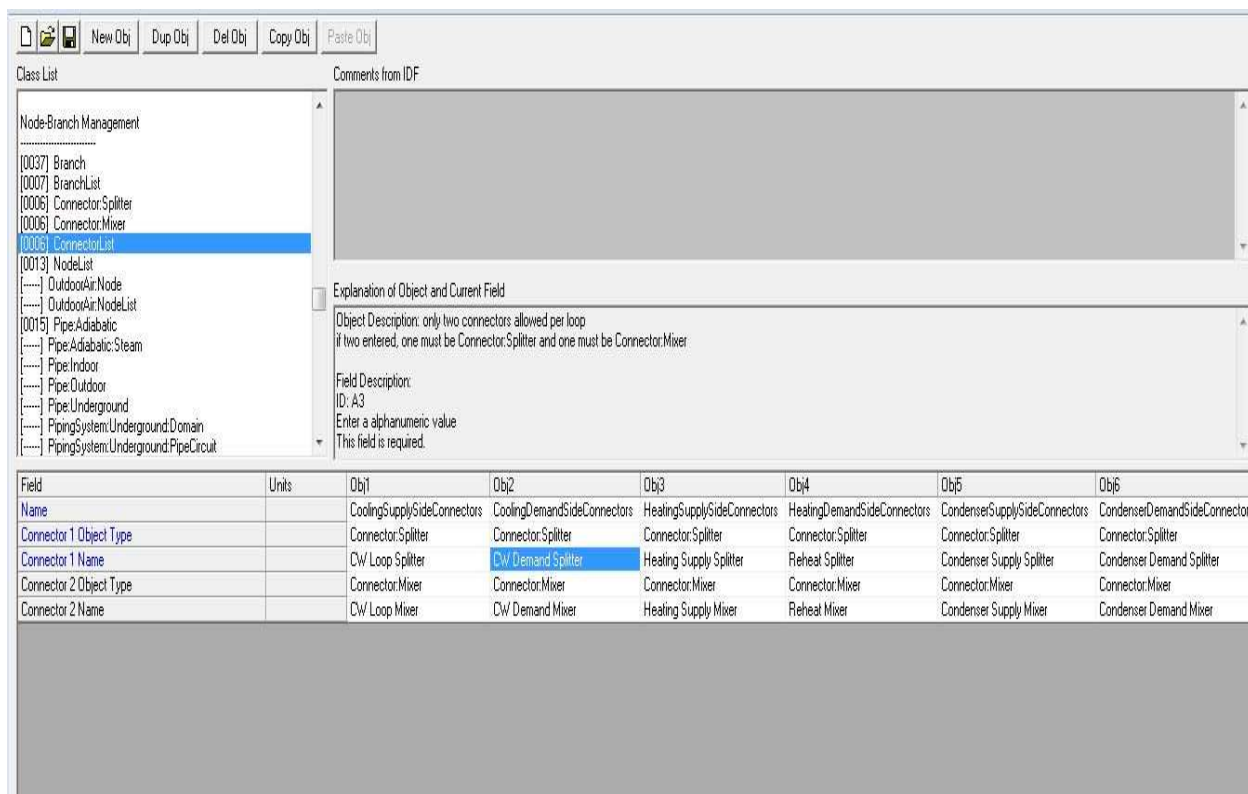 New Obj Dup Obj Del Obj Copy Obj Paste Obj
Class List
Node-Branch Management
-------------------------
[0037] Branch
[0007] BranchList
[0006] Connector:Splitter
[0006] Connector:Mixer
[0006] ConnectorList
[0013] NodeList
[------] OutdoorAir:Node
[------] OutdoorAir:NodeList
[0015] Pipe:Adiabatic
[------] Pipe:Adiabatic:Steam
[------] Pipe:Indoor
[------] Pipe:Outdoor
[------] Pipe:Underground
[------] PipingSystem:Underground:Domain
[------] PipingSystem:Underground:PipeCircuit
Comments from IDF
Explanation of Object and Current Field
Object Description: only two connectors allowed per loop
if two entered, one must be Connector:Splitter and one must be Connector:Mixer
Field Description:
ID: A3
Enter a alphanumeric value
This field is required.
Field Units Obj1 Obj2 Obj3 Obj4 Obj5 Obj6
Name CoolingSupplySideConnectors CoolingDemandSideConnectors HeatingSupplySideConnectors HeatingDemandSideConnectors CondenserSupplySideConnectors CondenserDemandSideConnector
Connector 1 Object Type Connector:Splitter Connector:Splitter Connector:Splitter Connector:Splitter Connector:Splitter Connector:Splitter
Connector 1 Name CW Loop Splitter CW Demand Splitter Heating Supply Splitter Reheat Splitter Condenser Supply Splitter Condenser Demand Splitter
Connector 2 Object Type Connector:Mixer Connector:Mixer Connector:Mixer Connector:Mixer Connector:Mixer Connector:Mixer
Connector 2 Name CW Loop Mixer CW Demand Mixer Heating Supply Mixer Reheat Mixer Condenser Supply Mixer Condenser Demand Mixer